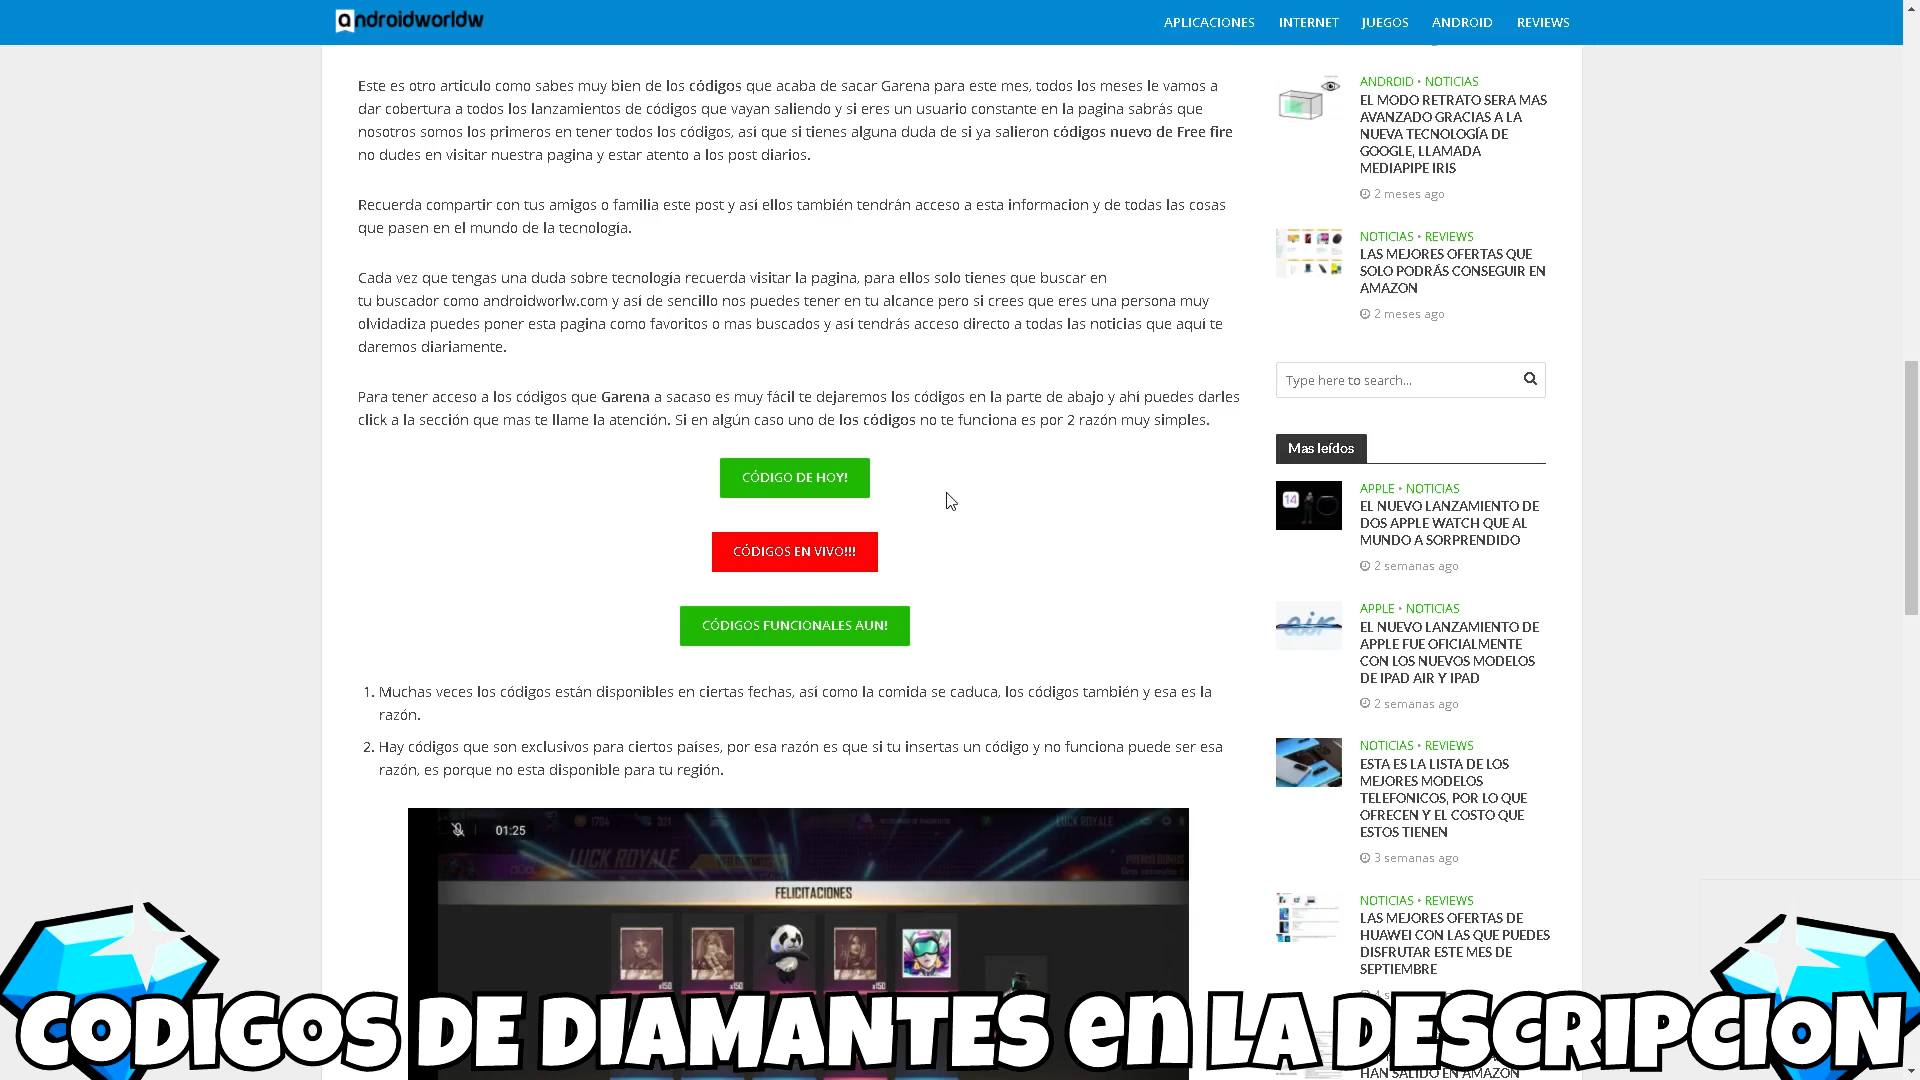 androidworldw
APLICACIONES INTERNET JUEGOS ANDROID REVIEWS
Este es otro articulo como sabes muy bien de los códigos que acaba de sacar Garena para este mes, todos los meses le vamos a
dar cobertura a todos los lanzamientos de códigos que vayan saliendo y si eres un usuario constante en la pagina sabrás que
nosotros somos los primeros en tener todos los códigos, así que si tienes alguna duda de si ya salieron códigos nuevo de Free fire
no dudes en visitar nuestra pagina y estar atento a los post diarios.
Recuerda compartir con tus amigos o familia este post y así ellos también tendrán acceso a esta informacion y de todas las cosas
que pasen en el mundo de la tecnología.
Cada vez que tengas una duda sobre tecnología recuerda visitar la pagina, para ellos solo tienes que buscar en
tu buscador como androidworlw.com y así de sencillo nos puedes tener en tu alcance pero si crees que eres una persona muy
olvidadiza puedes poner esta pagina como favoritos o mas buscados y así tendrás acceso directo a todas las noticias que aquí te
daremos diariamente.
Para tener acceso a los códigos que Garena a sacaso es muy fácil te dejaremos los códigos en la parte de abajo y ahí puedes darles
click a la sección que mas te llame la atención. Si en algún caso uno de los códigos no te funciona es por 2 razón muy simples.
CÓDIGO DE HOY!
CÓDIGOS EN VIVO!!!
CÓDIGOS FUNCIONALES AUN!
1. Muchas veces los códigos están disponibles en ciertas fechas, así como la comida se caduca, los códigos también y esa es la
razón.
2. Hay códigos que son exclusivos para ciertos países, por esa razón es que si tu insertas un código y no funciona puede ser esa
razón, es porque no esta disponible para tu región.
01:25
LUCK ROYALE
LUCK ROYALE
FELICITACIONES
x150
x150
x150
ANDROID • NOTICIAS
EL MODO RETRATO SERA MAS
AVANZADO GRACIAS A LA
NUEVA TECNOLOGÍA DE
GOOGLE, LLAMADA
MEDIAPIPE IRIS
2 meses ago
NOTICIAS • REVIEWS
LAS MEJORES OFERTAS QUE
SOLO PODRÁS CONSEGUIR EN
AMAZON
2 meses ago
Type here to search...
Mas leídos
14
APPLE • NOTICIAS
EL NUEVO LANZAMIENTO DE
DOS APPLE WATCH QUE AL
MUNDO A SORPRENDIDO
2 semanas ago
air
APPLE • NOTICIAS
EL NUEVO LANZAMIENTO DE
APPLE FUE OFICIALMENTE
CON LOS NUEVOS MODELOS
DE IPAD AIR Y IPAD
2 semanas ago
NOTICIAS • REVIEWS
ESTA ES LA LISTA DE LOS
MEJORES MODELOS
TELEFONICOS, POR LO QUE
OFRECEN Y EL COSTO QUE
ESTOS TIENEN
3 semanas ago
NOTICIAS • REVIEWS
LAS MEJORES OFERTAS DE
HUAWEI CON LAS QUE PUEDES
DISFRUTAR ESTE MES DE
SEPTIEMBRE
HAN SALIDO EN AMAZON
CODIGOS DE DIAMANTES en LA DESCRIPCION